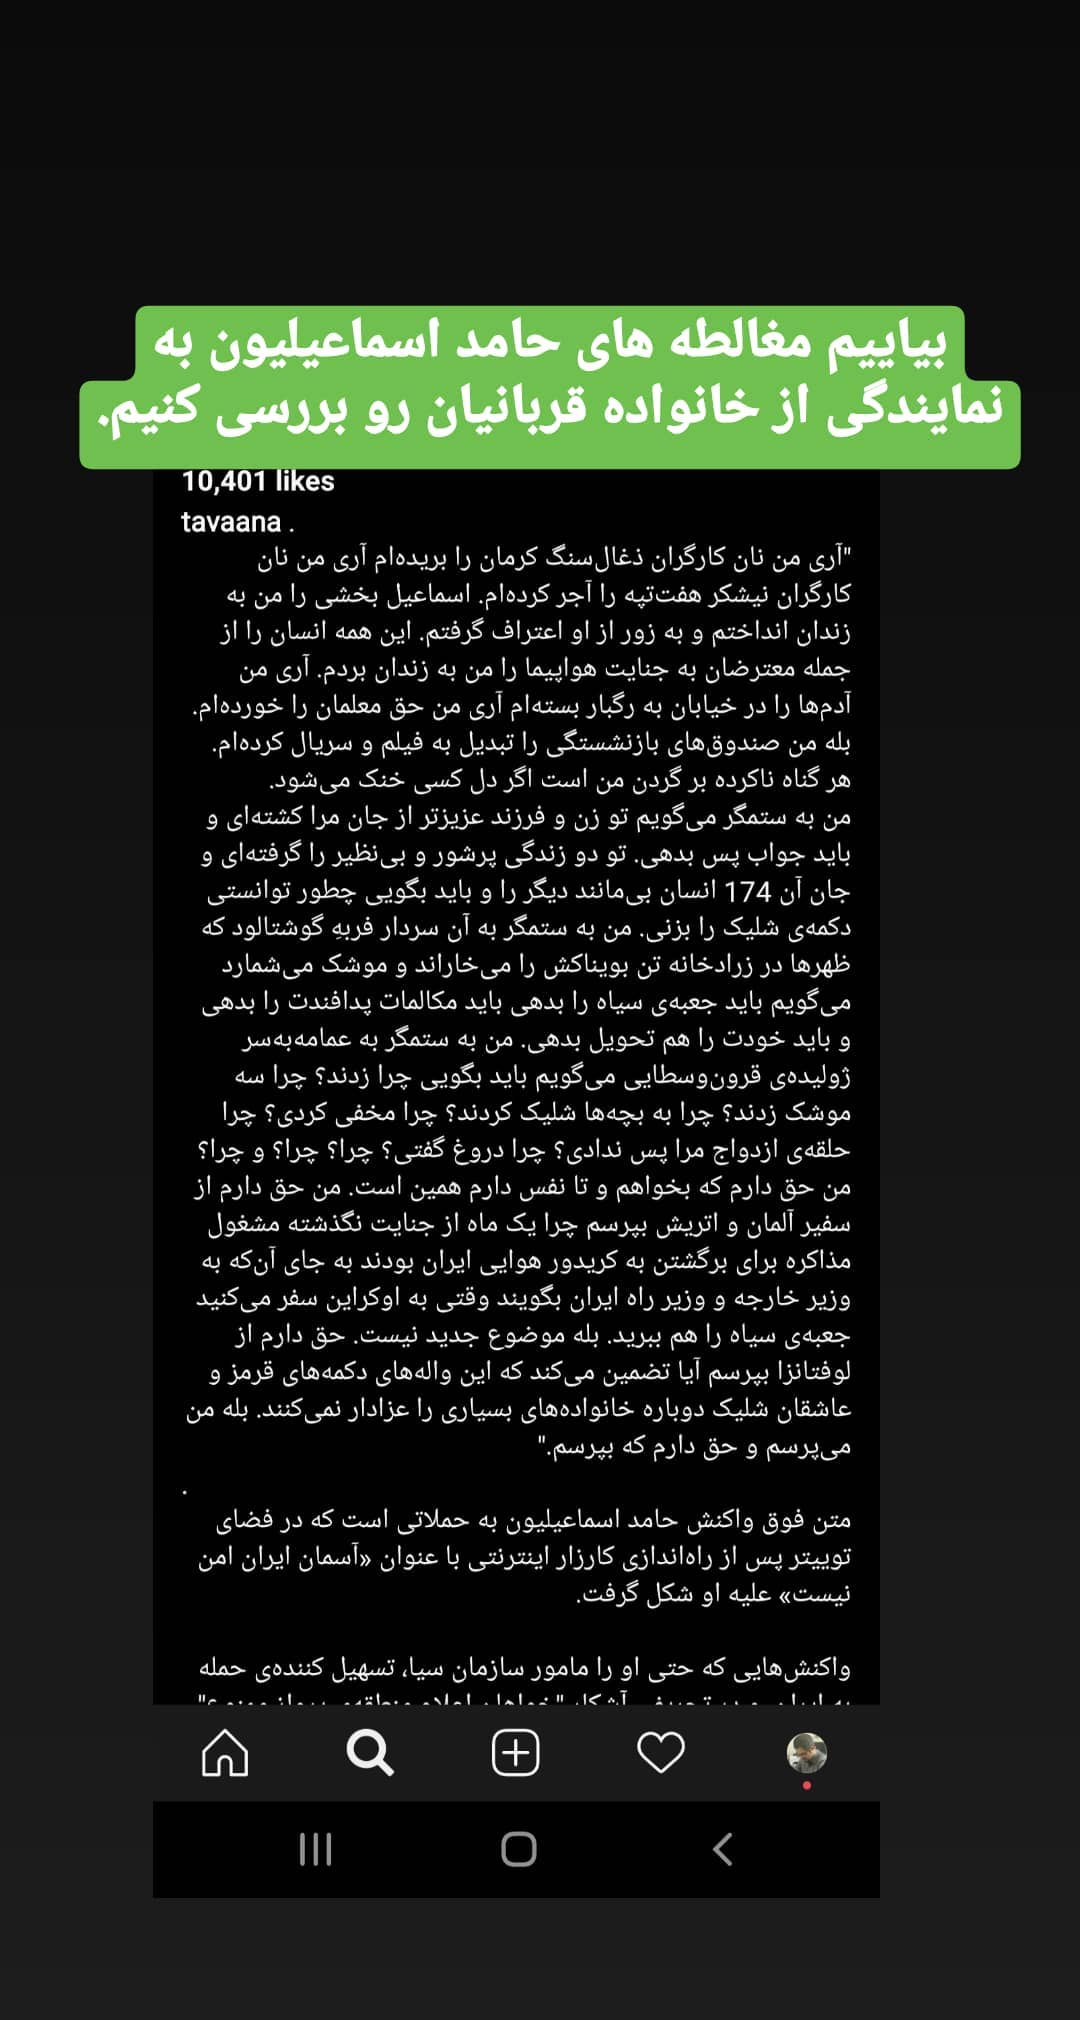 بیاییم مغالطه های حامد اسماعیلیون به
نمایندگی از خانواده قربانیان رو بررسی کنیم.
10,401 likes
tavaana .
"آری من نان کارگران ذغال‌سنگ کرمان را بریده‌ام آری من نان
کارگران نیشکر هفت‌تپه را آجر کرده‌ام. اسماعیل بخشی را من به
زندان انداختم و به زور از او اعتراف گرفتم. این همه انسان را از
جمله معترضان به جنایت هواپیما را من به زندان بردم. آری من
آدم‌ها را در خیابان به رگبار بسته‌ام آری من حق معلمان را خورده‌ام.
بله من صندوق‌های بازنشستگی را تبدیل به فیلم و سریال کرده‌ام.
هر گناه ناکرده بر گردن من است اگر دل کسی خنک می‌شود.
من به ستمگر می‌گویم تو زن و فرزند عزیزتر از جان مرا کشته‌ای و
باید جواب پس بدهی. تو دو زندگی پرشور و بی‌نظیر را گرفته‌ای و
جان آن 174 انسان بی‌مانند دیگر را و باید بگویی چطور توانستی
دکمه‌ی شلیک را بزنی. من به ستمگر به آن سردار فربهِ گوشتالود که
ظهرها در زرادخانه تن بویناکش را می‌خاراند و موشک می‌شمارد
می‌گویم باید جعبه‌ی سیاه را بدهی باید مکالمات پدافندت را بدهی
و باید خودت را هم تحویل بدهی. من به ستمگر به عمامه‌به‌سر
ژولیده‌ی قرون‌وسطایی می‌گویم باید بگویی چرا زدند؟ چرا سه
موشک زدند؟ چرا به بچه‌ها شلیک کردند؟ چرا مخفی کردی؟ چرا
حلقه‌ی ازدواج مرا پس ندادی؟ چرا دروغ گفتی؟ چرا؟ چرا؟ و چرا؟
من حق دارم که بخواهم و تا نفس دارم همین است. من حق دارم از
سفیر آلمان و اتریش بپرسم چرا یک ماه از جنایت نگذشته مشغول
مذاکره برای برگشتن به کریدور هوایی ایران بودند به جای آن‌که به
وزیر خارجه و وزیر راه ایران بگویند وقتی به اوکراین سفر می‌کنید
جعبه‌ی سیاه را هم ببرید. بله موضوع جدید نیست. حق دارم از
لوفتانزا بپرسم آیا تضمین می‌کند که این واله‌های دکمه‌های قرمز و
عاشقان شلیک دوباره خانواده‌های بسیاری را عزادار نمی‌کنند. بله من
می‌پرسم و حق دارم که بپرسم."
.
متن فوق واکنش حامد اسماعیلیون به حملاتی است که در فضای
توییتر پس از راه‌اندازی کارزار اینترنتی با عنوان «آسمان ایران امن
نیست» علیه او شکل گرفت.
واکنش‌هایی که حتی او را مامور سازمان سیا، تسهیل کننده‌ی حمله